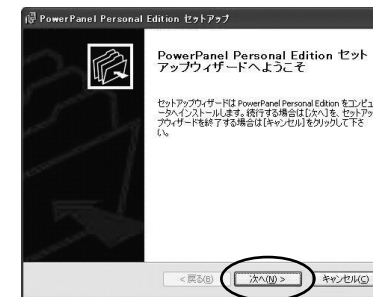 PowerPanel Personal Edition セットアップ
PowerPanel Personal Edition セット
アップウィザードへようこそ
セットアップウィザードは PowerPanel Personal Edition をコンピュ
ータへインストールします。続行する場合は[次へ]を、セットアッ
プウィザードを終了する場合は[キャンセル]をクリックして下さ
い。
< 戻る(B)
次へ(N) >
キャンセル(C)